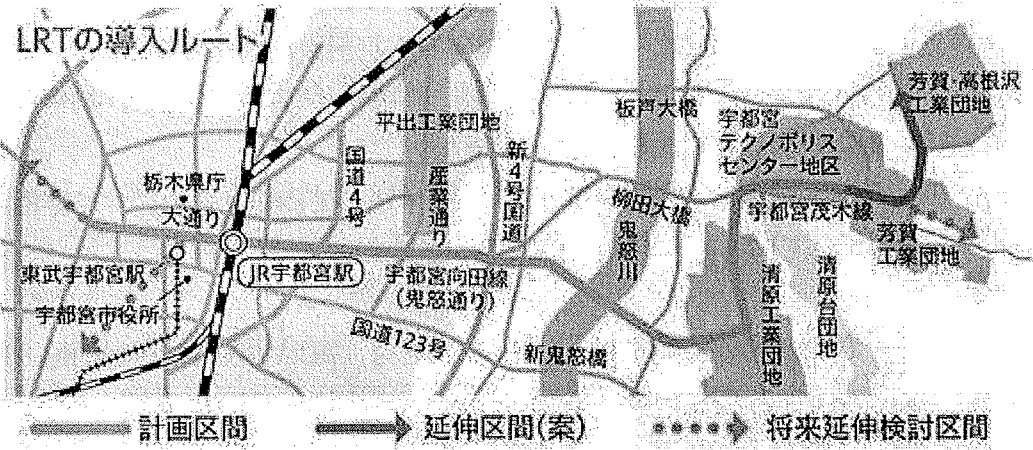 LRTの導入ルート
芳賀・高根沢
工業団地
板戸大橋
平出工業団地
宇都宮
テクノポリス
センター地区
国道4号
産業通り
新4号国道
栃木県庁
大通り
柳田大橋
宇都宮茂木線
鬼怒川
芳賀
工業団地
東武宇都宮駅
JR宇都宮駅
宇都宮向田線
(鬼怒通り)
清原工業団地
清原台団地
宇都宮市役所
国道123号
新鬼怒橋
計画区間
延伸区間(案)
将来延伸検討区間